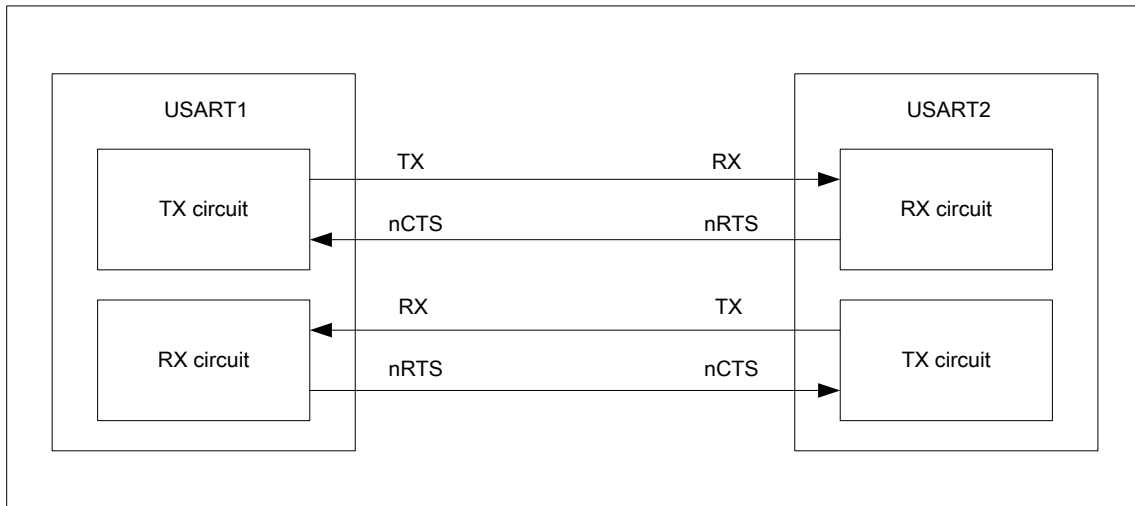 USART1
USART2
TX
RX
TX circuit
RX circuit
nCTS
nRTS
RX
TX
RX circuit
TX circuit
nRTS
nCTS